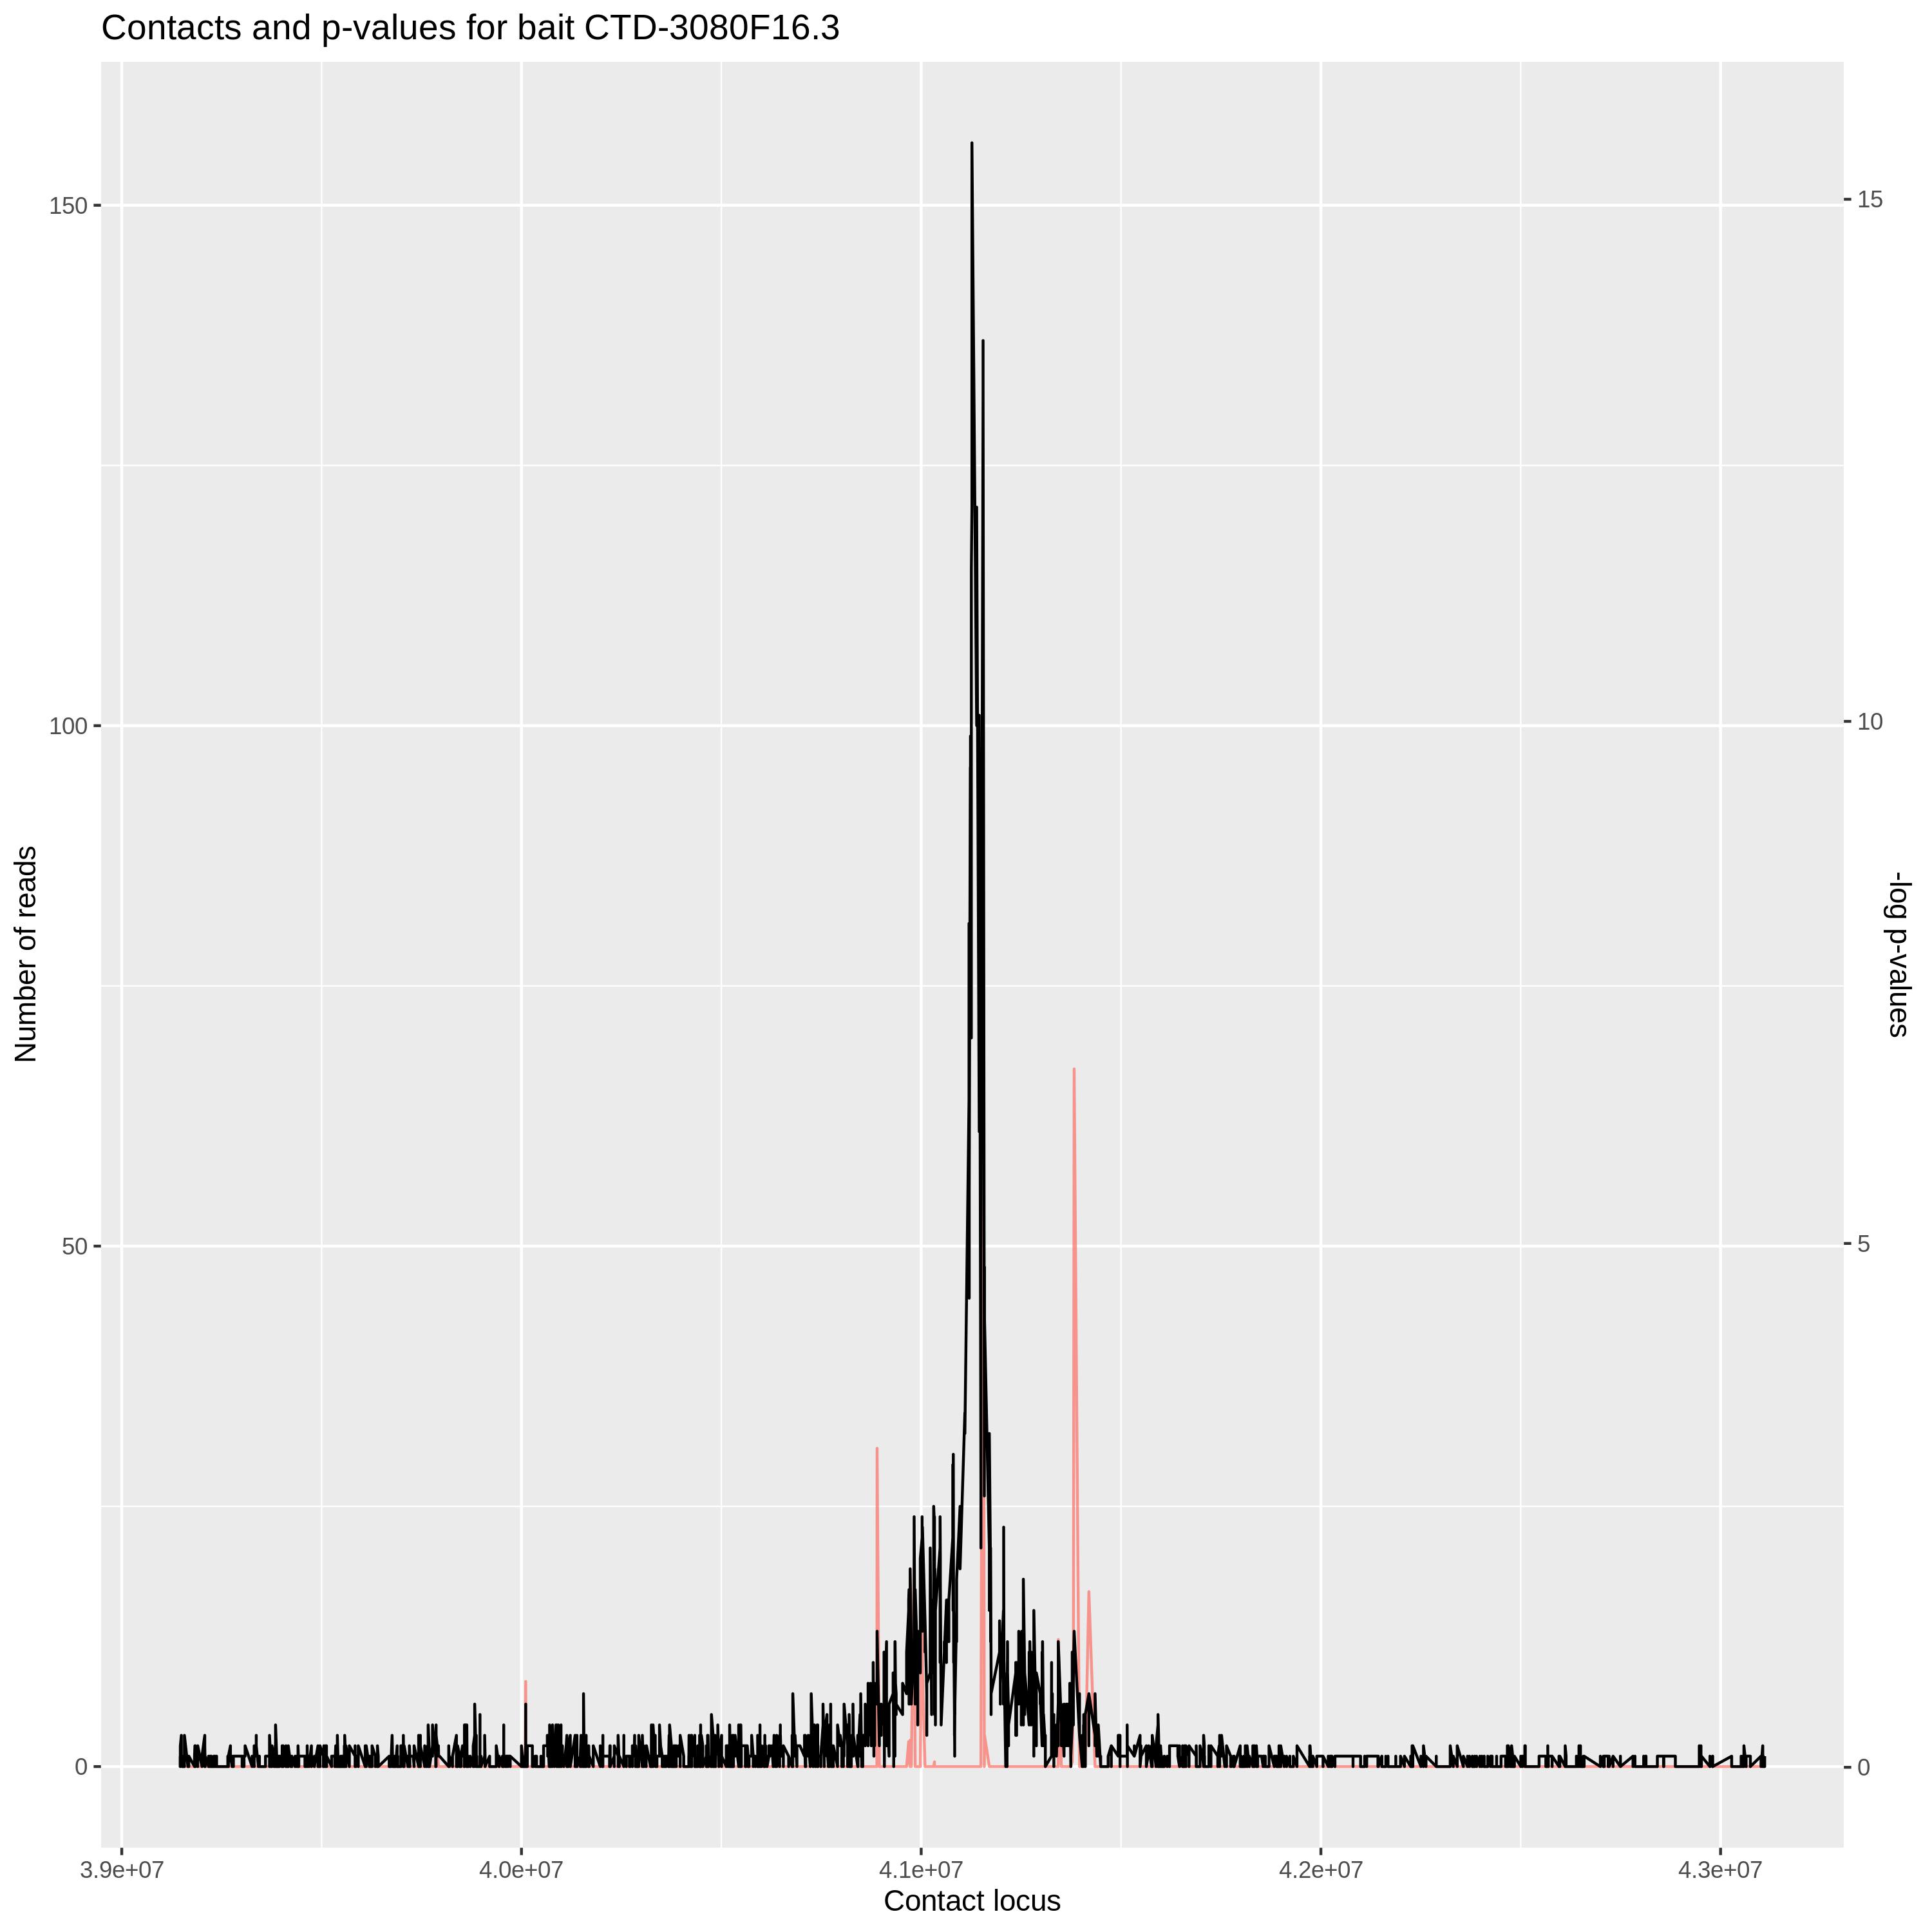 Contacts and p-values for bait CTD-3080F16.3
150
100
50
0
Number of reads
15
10
5
0
-log p-values
3.9e+07 4.0e+07 4.1e+07 4.2e+07 4.3e+07
Contact locus